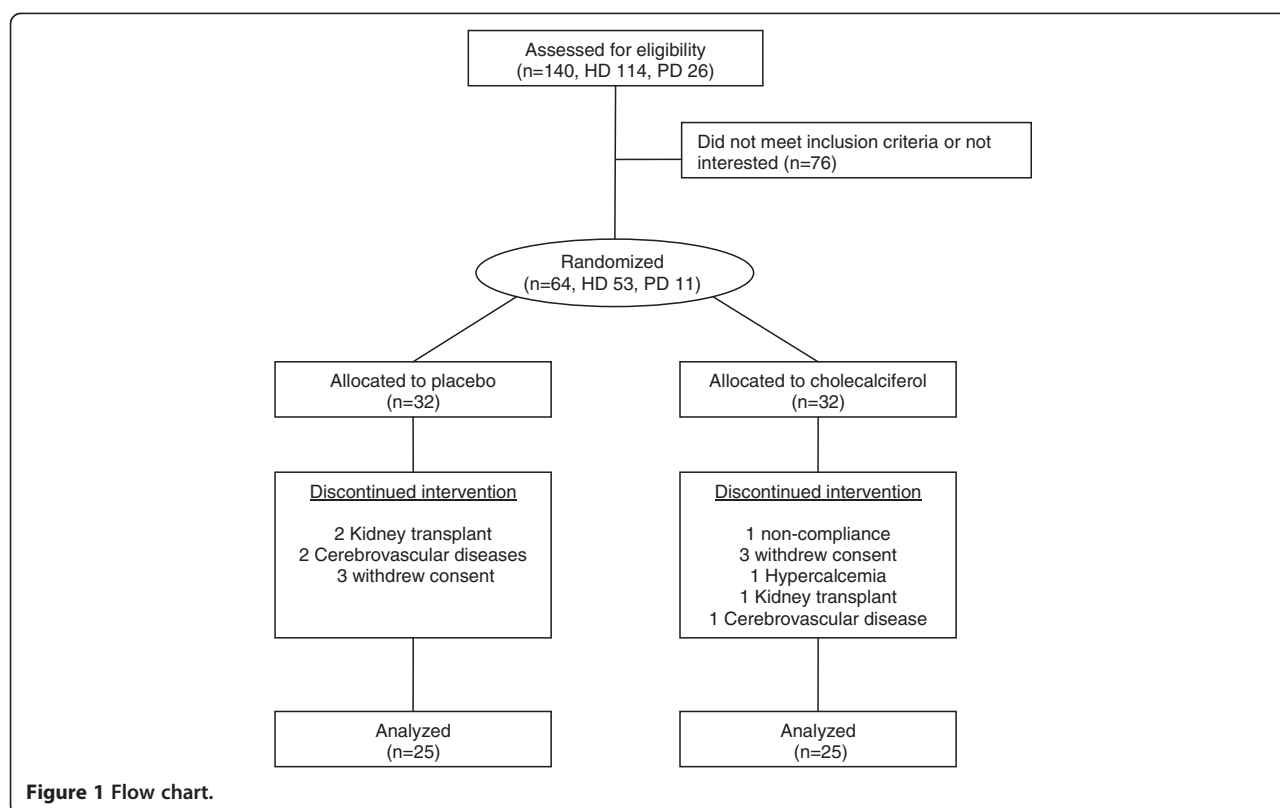 Assessed for eligibility
(n=140, HD 114, PD 26)
Did not meet inclusion criteria or not
interested (n=76)
Randomized
(n=64, HD 53, PD 11)
Allocated to placebo
(n=32)
Allocated to cholecalciferol
(n=32)
Discontinued intervention
2 Kidney transplant
2 Cerebrovascular diseases
3 withdrew consent
Discontinued intervention
1 non-compliance
3 withdrew consent
1 Hypercalcemia
1 Kidney transplant
1 Cerebrovascular disease
Analyzed
(n=25)
Analyzed
(n=25)
Figure 1 Flow chart.